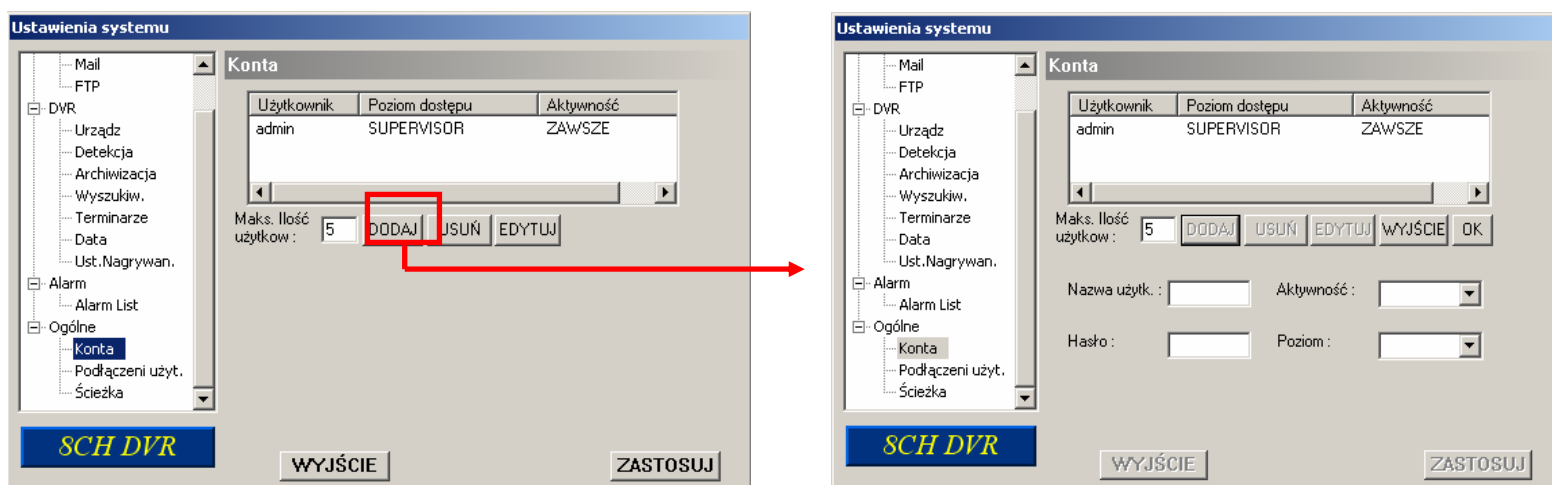 Ustawienia systemu
Mail
FTP
DVR
Urządz
Detekcja
Archiwizacja
Wyszukiw.
Terminarze
Data
Ust.Nagrywan.
Alarm
Alarm List
Ogólne
Konta
Podłączeni użyt.
Ścieżka
8CH DVR
Konta
Użytkownik Poziom dostępu Aktywność
admin SUPERVISOR ZAWSZE
Maks. Ilość
użytkow : 5 DODAJ USUŃ EDYTUJ
WYJŚCIE ZASTOSUJ
Ustawienia systemu
Mail
FTP
DVR
Urządz
Detekcja
Archiwizacja
Wyszukiw.
Terminarze
Data
Ust.Nagrywan.
Alarm
Alarm List
Ogólne
Konta
Podłączeni użyt.
Ścieżka
8CH DVR
Konta
Użytkownik Poziom dostępu Aktywność
admin SUPERVISOR ZAWSZE
Maks. Ilość
użytkow : 5 DODAJ USUŃ EDYTUJ WYJŚCIE OK
Nazwa użytk. : Aktywność :
Hasło : Poziom :
WYJŚCIE ZASTOSUJ